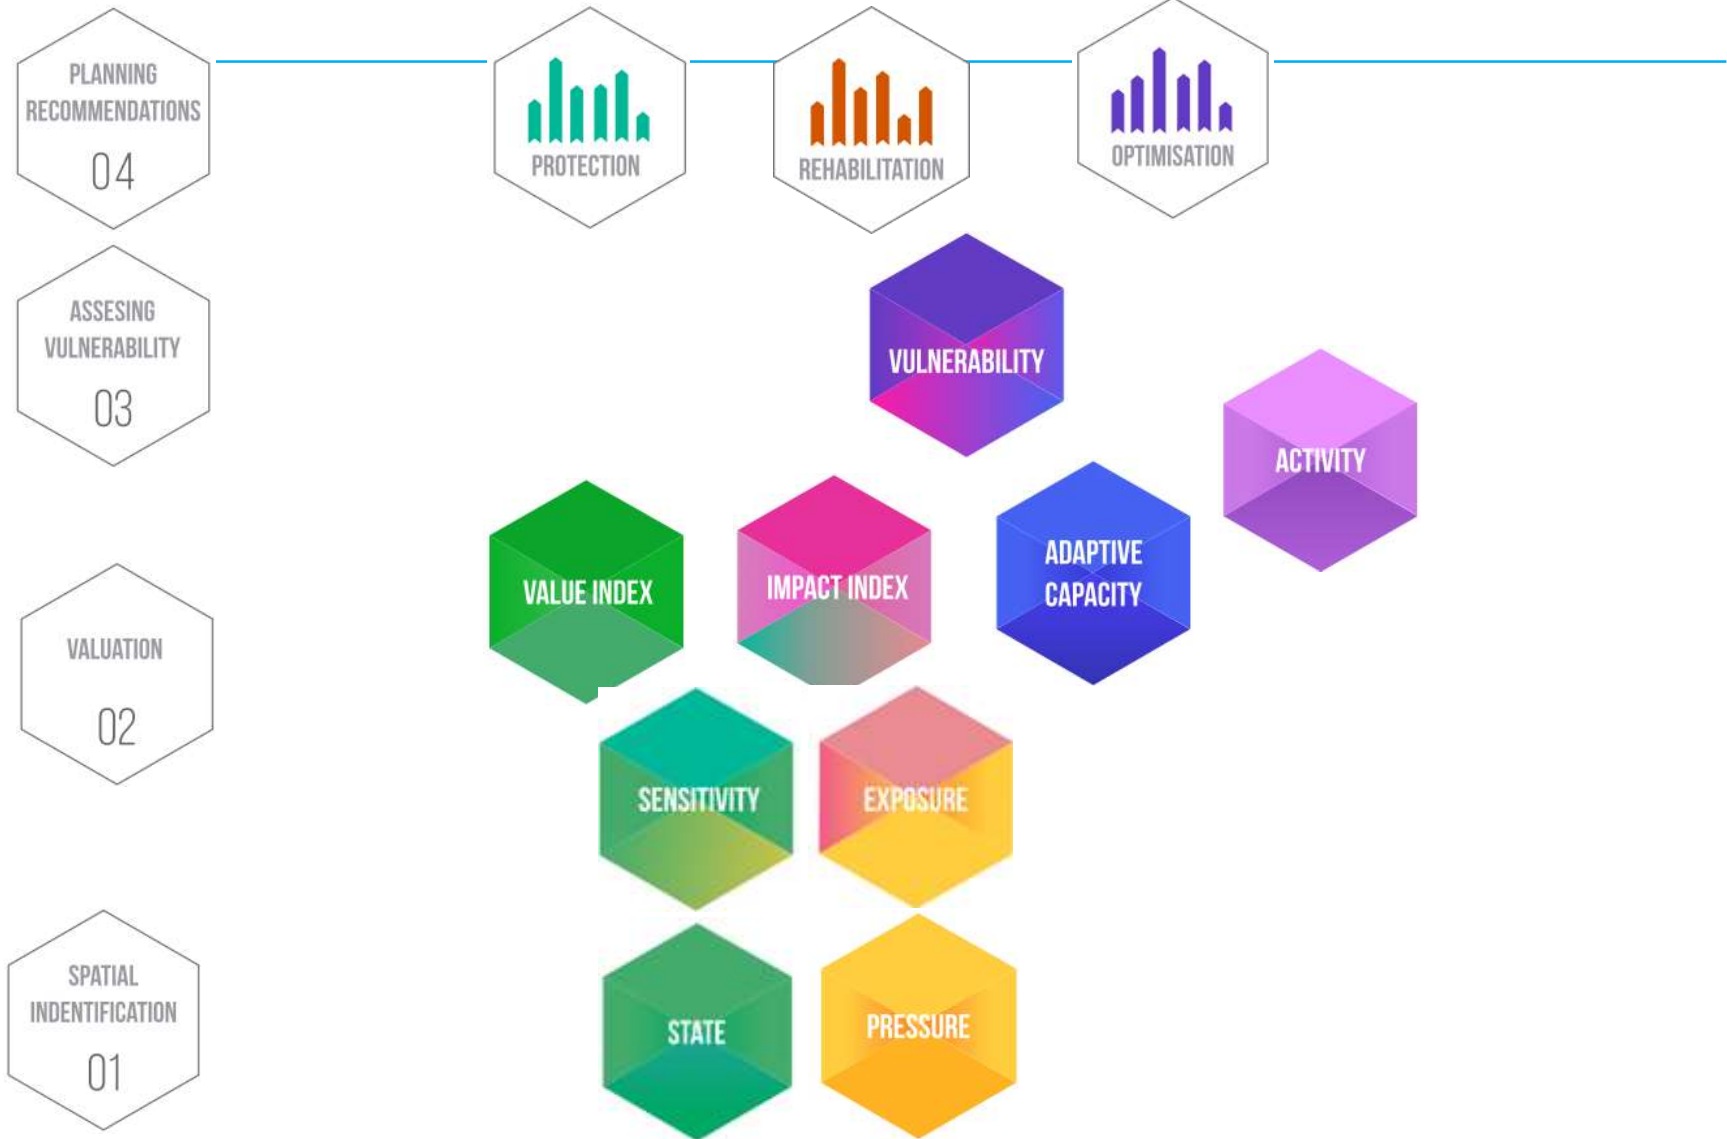 PLANNING
RECOMMENDATIONS
04
PROTECTION
REHABILITATION
OPTIMISATION
ASSESING
VULNERABILITY
03
VULNERABILITY
ACTIVITY
VALUE INDEX
IMPACT INDEX
ADAPTIVE
CAPACITY
VALUATION
02
SENSITIVITY
EXPOSURE
SPATIAL
INDENTIFICATION
01
STATE
PRESSURE